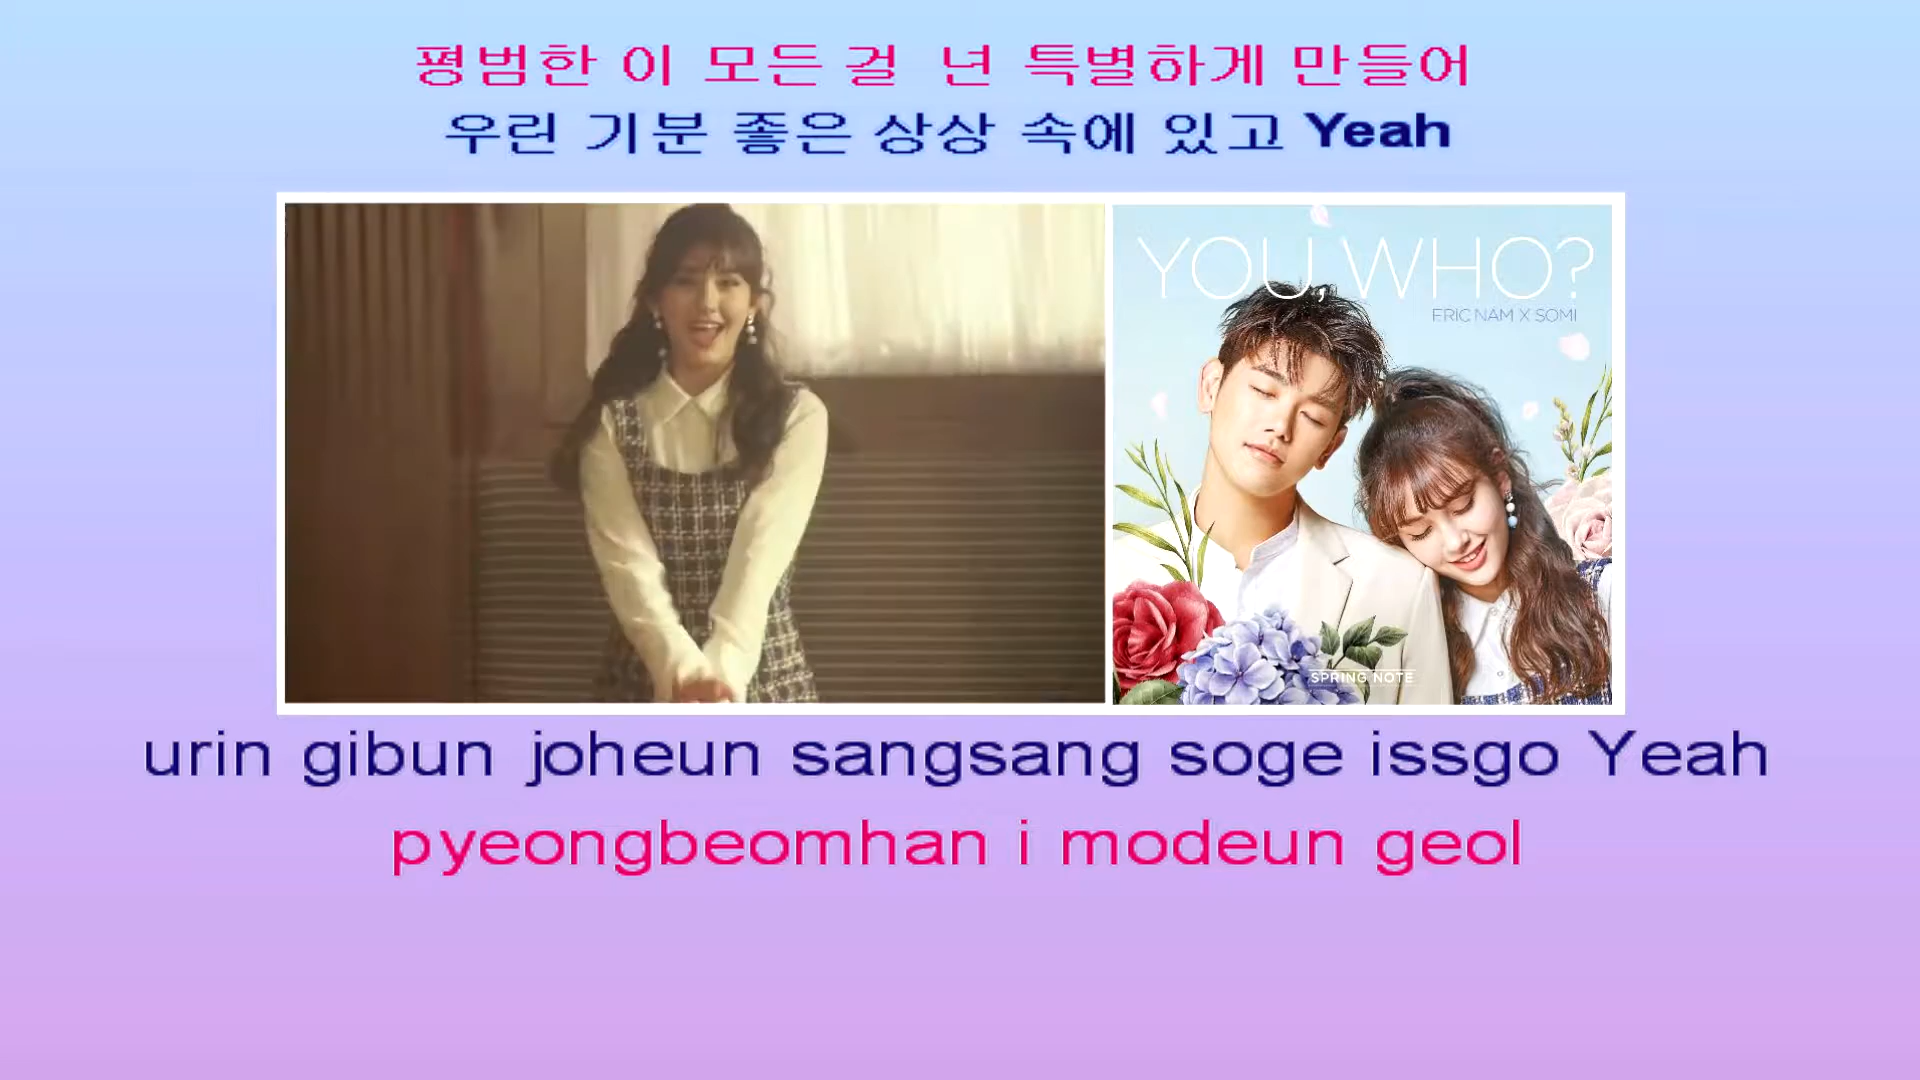 평범한 이 모든 걸 넌 특별하게 만들어
우린 기분 좋은 상상 속에 있고 Yeah
YOU, WHO?
ERIC NAM X SOMI
SPRING NOTE
urin gibun joheun sangsang soge issgo Yeah
pyeongbeomhan i modeun geol